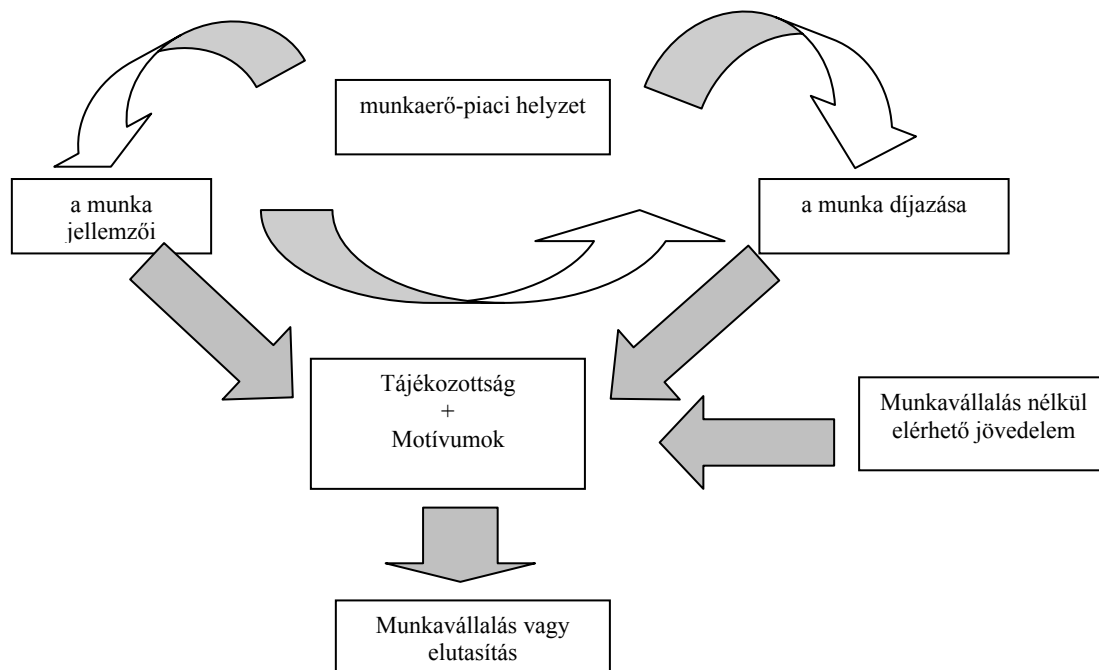 munkaerő-piaci helyzet
a munka
jellemzői
a munka díjazása
Tájékozottság
+
Motívumok
Munkavállalás nélkül
elérhető jövedelem
Munkavállalás vagy
elutasítás